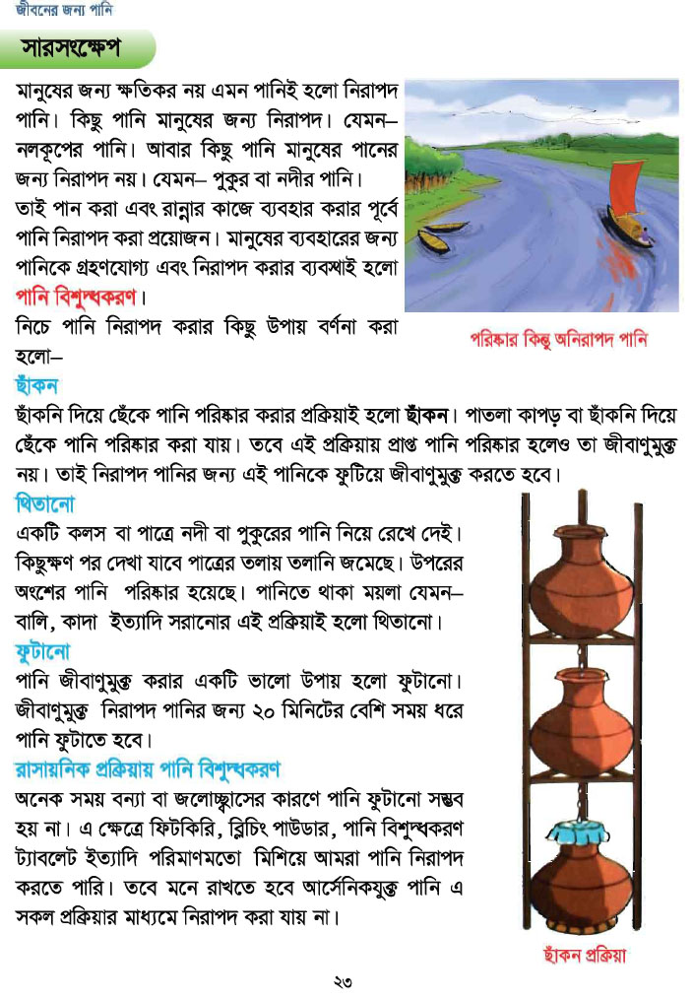 জীবনের জন্য পানি
সারসংক্ষেপ
মানুষের জন্য ক্ষতিকর নয় এমন পানিই হলো নিরাপদ
পানি। কিছু পানি মানুষের জন্য নিরাপদ। যেমন–
নলকূপের পানি। আবার কিছু পানি মানুষের পানের
জন্য নিরাপদ নয়। যেমন– পুকুর বা নদীর পানি।
তাই পান করা এবং রান্নার কাজে ব্যবহার করার পূর্বে
পানি নিরাপদ করা প্রয়োজন। মানুষের ব্যবহারের জন্য
পানিকে গ্রহণযোগ্য এবং নিরাপদ করার ব্যবস্থাই হলো
পানি বিশুদ্ধকরণ।
নিচে পানি নিরাপদ করার কিছু উপায় বর্ণনা করা
হলো–
পরিষ্কার কিন্তু অনিরাপদ পানি
ছাঁকন
ছাঁকনি দিয়ে ছেঁকে পানি পরিষ্কার করার প্রক্রিয়াই হলো ছাঁকন। পাতলা কাপড় বা ছাঁকনি দিয়ে
ছেঁকে পানি পরিষ্কার করা যায়। তবে এই প্রক্রিয়ায় প্রাপ্ত পানি পরিষ্কার হলেও তা জীবাণুমুক্ত
নয়। তাই নিরাপদ পানির জন্য এই পানিকে ফুটিয়ে জীবাণুমুক্ত করতে হবে।
থিতানো
একটি কলস বা পাত্রে নদী বা পুকুরের পানি নিয়ে রেখে দেই।
কিছুক্ষণ পর দেখা যাবে পাত্রের তলায় তলানি জমেছে। উপরের
অংশের পানি পরিষ্কার হয়েছে। পানিতে থাকা ময়লা যেমন–
বালি, কাদা ইত্যাদি সরানোর এই প্রক্রিয়াই হলো থিতানো।
ফুটানো
পানি জীবাণুমুক্ত করার একটি ভালো উপায় হলো ফুটানো।
জীবাণুমুক্ত নিরাপদ পানির জন্য ২০ মিনিটের বেশি সময় ধরে
পানি ফুটাতে হবে।
রাসায়নিক প্রক্রিয়ায় পানি বিশুদ্ধকরণ
অনেক সময় বন্যা বা জলোচ্ছ্বাসের কারণে পানি ফুটানো সম্ভব
হয় না। এ ক্ষেত্রে ফিটকিরি, ব্লিচিং পাউডার, পানি বিশুদ্ধকরণ
ট্যাবলেট ইত্যাদি পরিমাণমতো মিশিয়ে আমরা পানি নিরাপদ
করতে পারি। তবে মনে রাখতে হবে আর্সেনিকযুক্ত পানি এ
সকল প্রক্রিয়ার মাধ্যমে নিরাপদ করা যায় না।
ছাঁকন প্রক্রিয়া
২৩